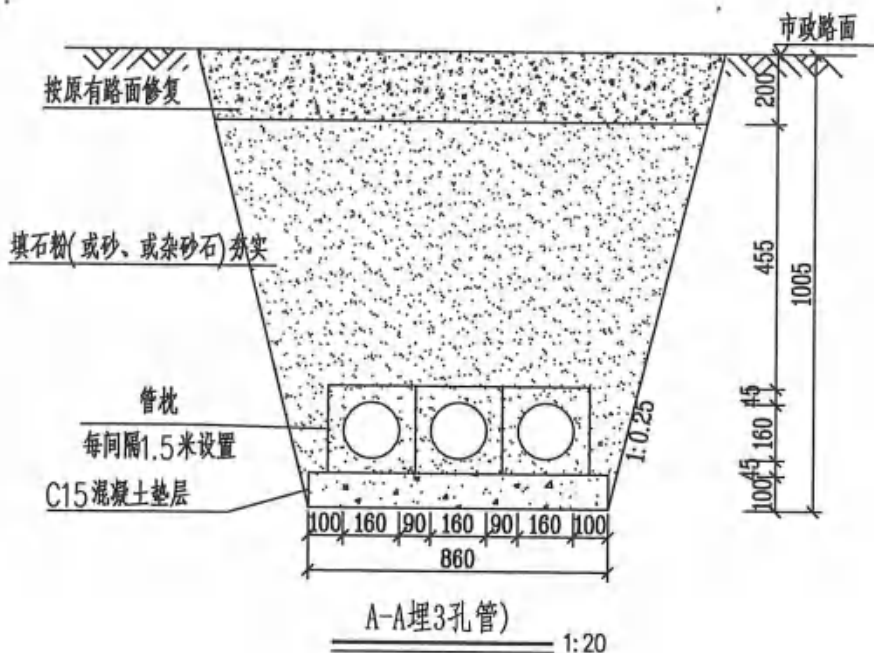 市政路面
按原有路面修复
200
填石粉(或砂、或杂砂石)夯实
455
1005
管枕
每间隔1.5米设置
45
160
45
100
1:0.25
C15混凝土垫层
100 160 90 160 90 160 100
860
A-A埋3孔管)
1:20